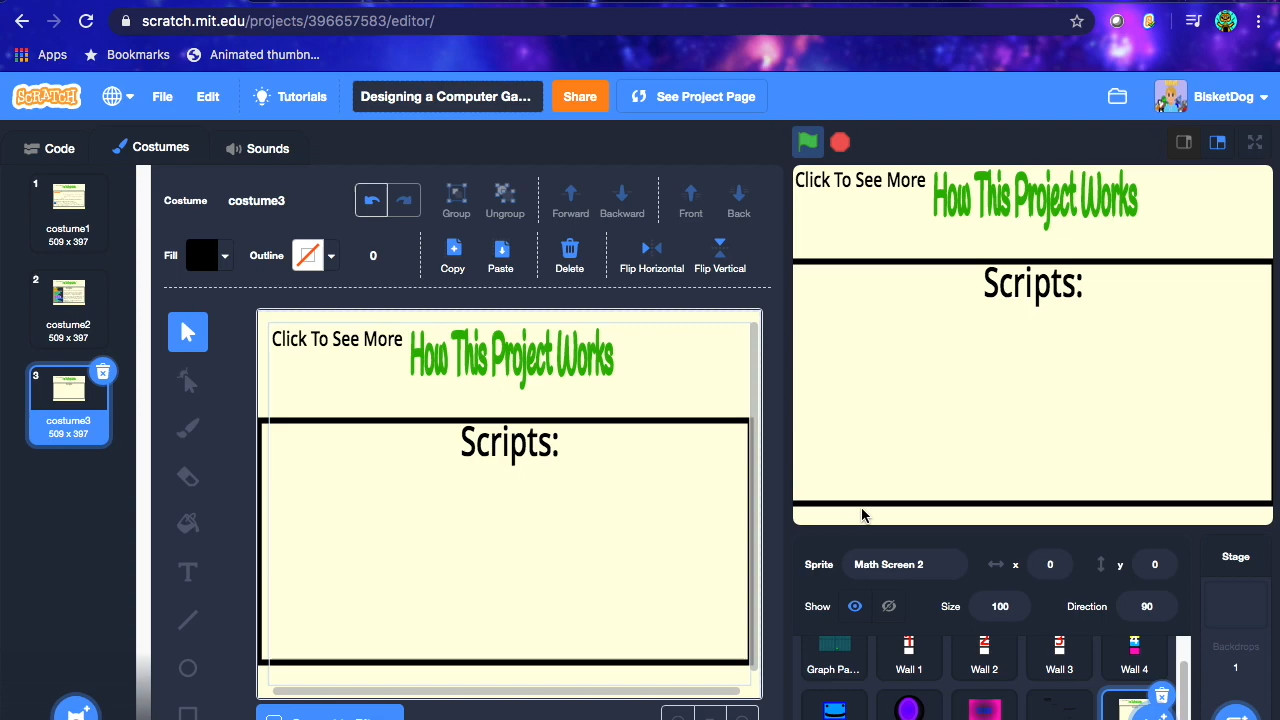 scratch.mit.edu/projects/396657583/editor/
Apps Bookmarks Animated thumbn...
SCRATCH File Edit Tutorials Designing a Computer Ga... Share See Project Page BisketDog
Code Costumes Sounds
1
costume1
509 x 397
2
costume2
509 x 397
3
costume3
509 x 397
Costume costume3 Group Ungroup Forward Backward Front Back
Fill Outline 0 Copy Paste Delete Flip Horizontal Flip Vertical
Click To See More How This Project Works
Scripts:
Click To See More How This Project Works
Scripts:
Sprite Math Screen 2 x 0 y 0
Show Size 100 Direction 90
Graph Pa... Wall 1 Wall 2 Wall 3 Wall 4
Stage
Backdrops
1